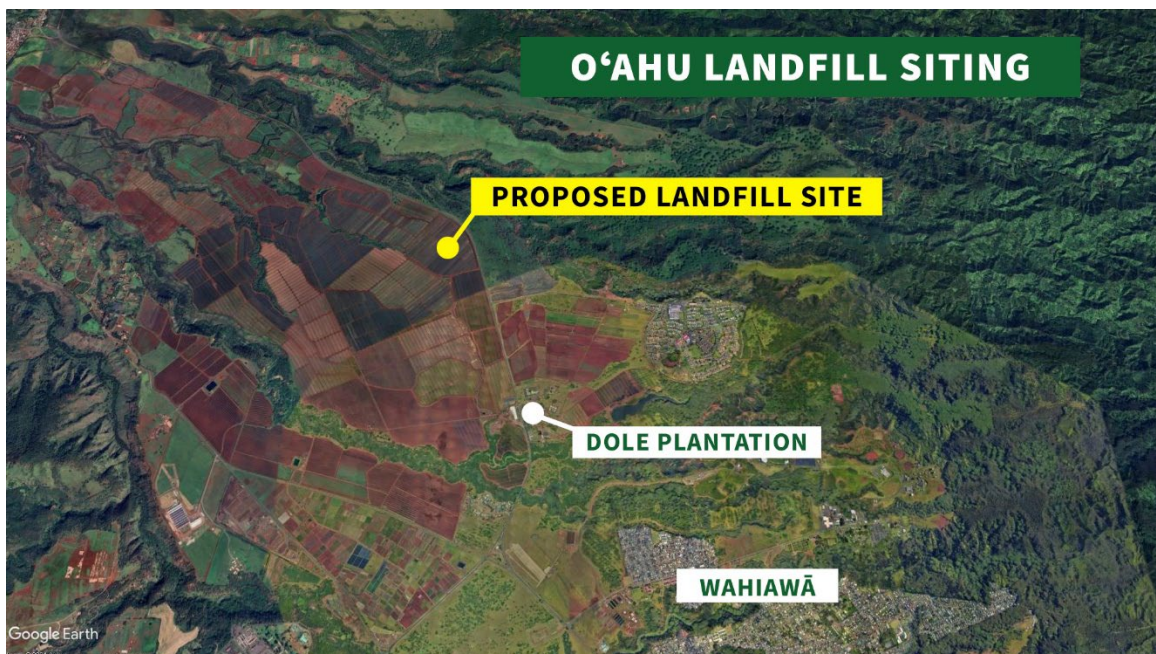 OʻAHU LANDFILL SITING
PROPOSED LANDFILL SITE
DOLE PLANTATION
WAHIAWĀ
Google Earth